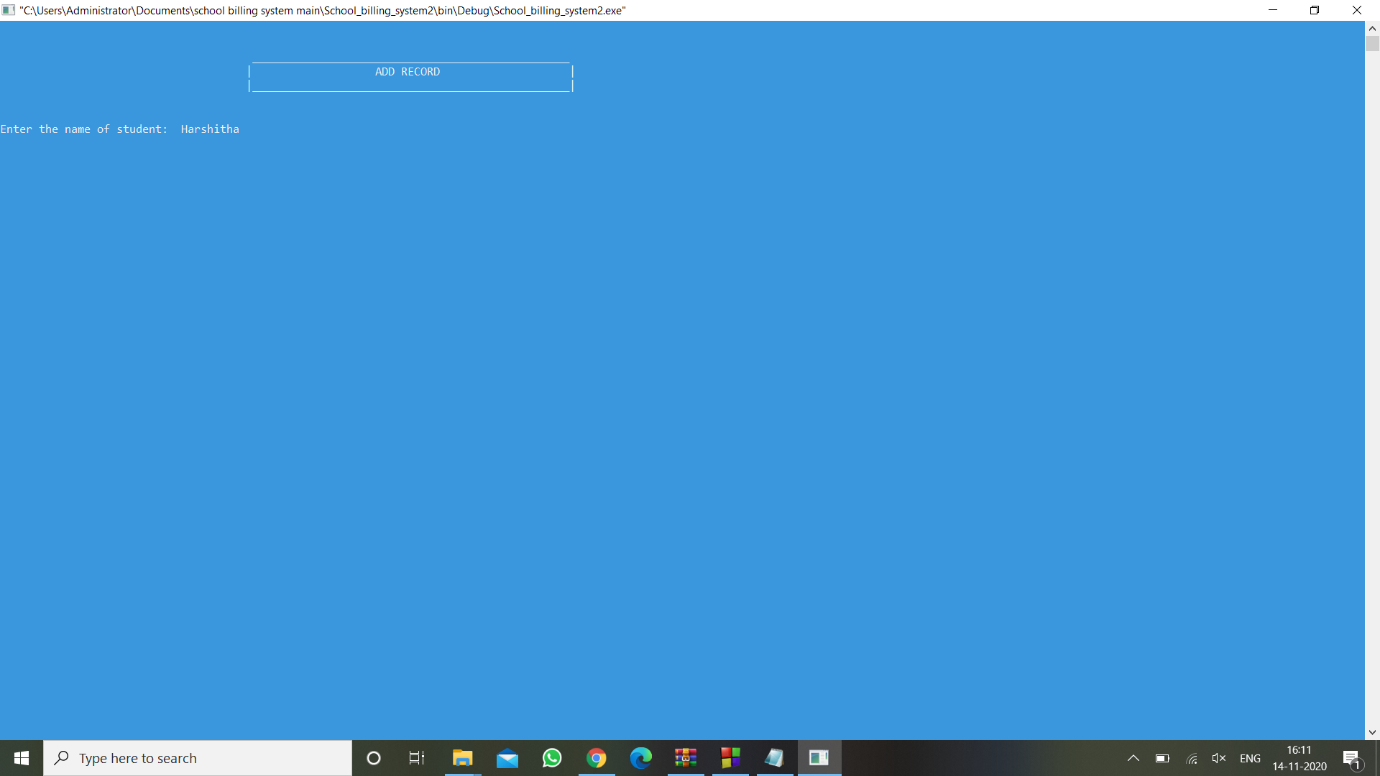 "C:\Users\Administrator\Documents\school billing system main\School_billing_system2\bin\Debug\School_billing_system2.exe"
ADD RECORD
Enter the name of student:  Harshitha
Type here to search
ENG
16:11
14-11-2020
1